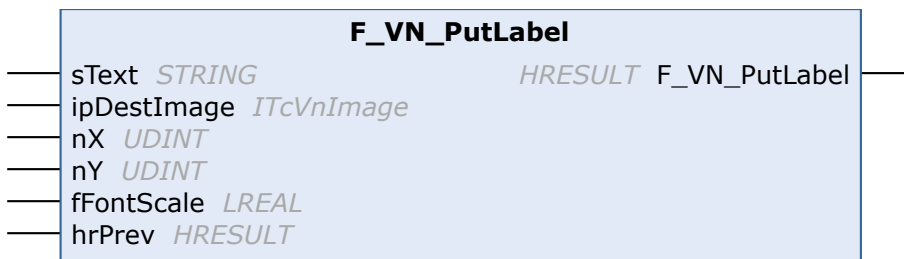 F_VN_PutLabel
sText STRING HRESULT F_VN_PutLabel
ipDestImage ITcVnImage
nX UDINT
nY UDINT
fFontScale LREAL
hrPrev HRESULT